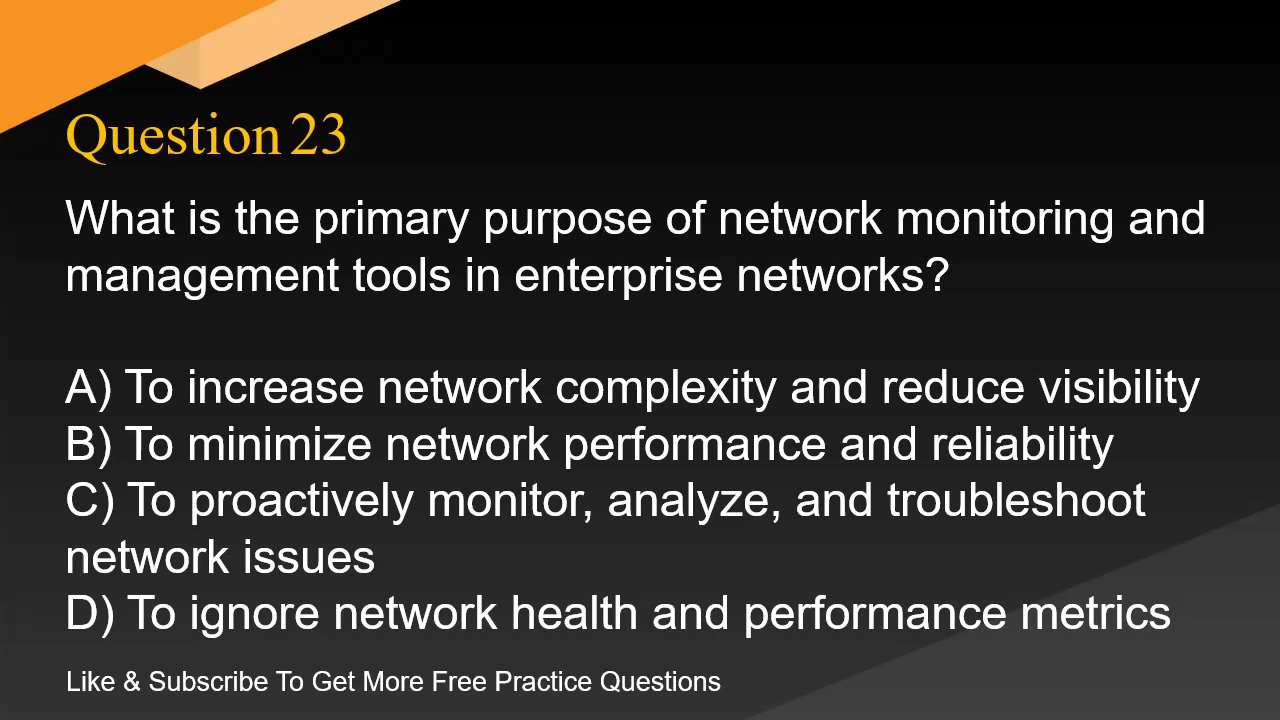 Question 23
What is the primary purpose of network monitoring and
management tools in enterprise networks?
A) To increase network complexity and reduce visibility
B) To minimize network performance and reliability
C) To proactively monitor, analyze, and troubleshoot
network issues
D) To ignore network health and performance metrics
Like & Subscribe To Get More Free Practice Questions